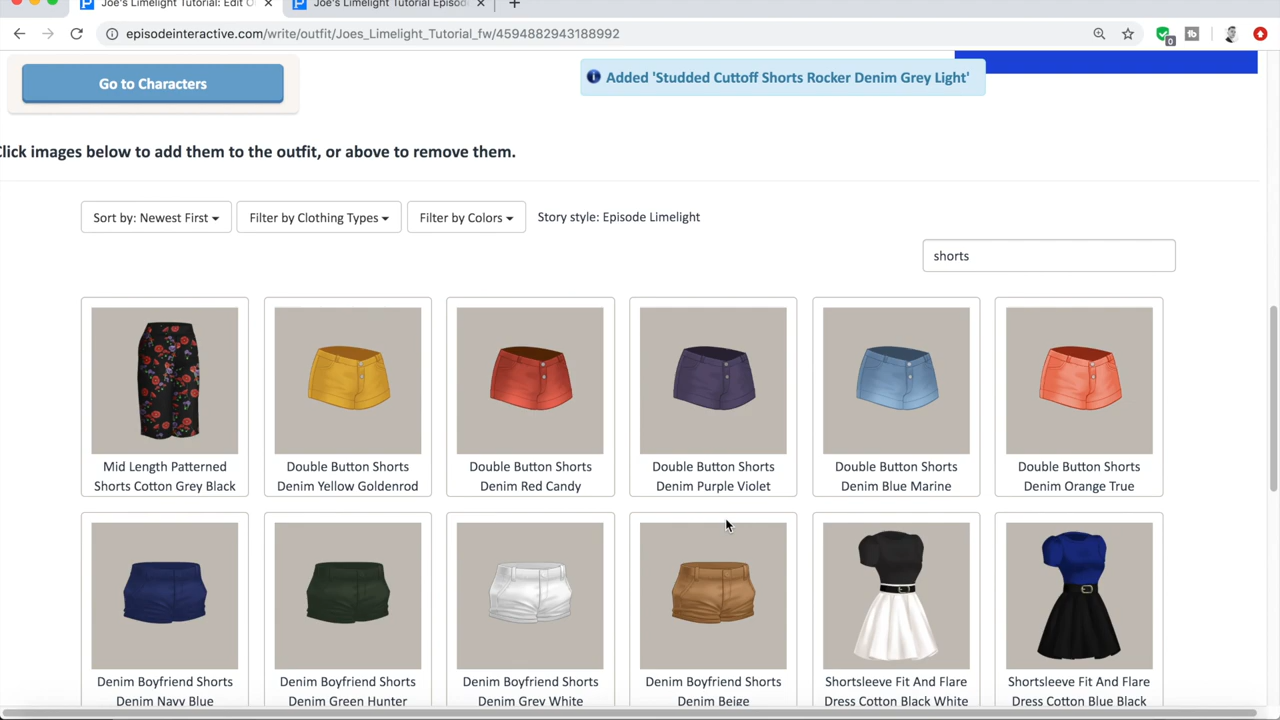 Joe's Limelight Tutorial: Edit O
Joe's Limelight Tutorial Episod
episodeinteractive.com/write/outfit/Joes_Limelight_Tutorial_fw/4594882943188992
0
Go to Characters
Added 'Studded Cuttoff Shorts Rocker Denim Grey Light'
Click images below to add them to the outfit, or above to remove them.
Sort by: Newest First
Filter by Clothing Types
Filter by Colors
Story style: Episode Limelight
shorts
Mid Length Patterned
Shorts Cotton Grey Black
Double Button Shorts
Denim Yellow Goldenrod
Double Button Shorts
Denim Red Candy
Double Button Shorts
Denim Purple Violet
Double Button Shorts
Denim Blue Marine
Double Button Shorts
Denim Orange True
Denim Boyfriend Shorts
Denim Navy Blue
Denim Boyfriend Shorts
Denim Green Hunter
Denim Boyfriend Shorts
Denim Grey White
Denim Boyfriend Shorts
Denim Beige
Shortsleeve Fit And Flare
Dress Cotton Black White
Shortsleeve Fit And Flare
Dress Cotton Blue Black